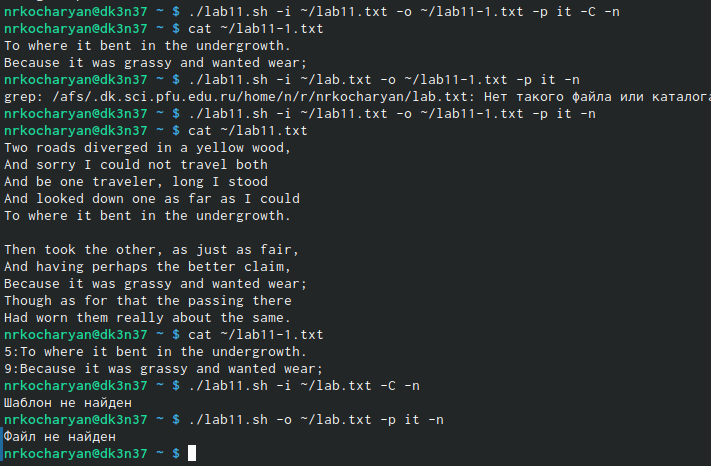 nrkocharyan@dk3n37 ~ $ ./lab11.sh -i ~/lab11.txt -o ~/lab11-1.txt -p it -C -n
nrkocharyan@dk3n37 ~ $ cat ~/lab11-1.txt
To where it bent in the undergrowth.
Because it was grassy and wanted wear;
nrkocharyan@dk3n37 ~ $ ./lab11.sh -i ~/lab.txt -o ~/lab11-1.txt -p it -n
grep: /afs/.dk.sci.pfu.edu.ru/home/n/r/nrkocharyan/lab.txt: Нет такого файла или каталога
nrkocharyan@dk3n37 ~ $ ./lab11.sh -i ~/lab11.txt -o ~/lab11-1.txt -p it -n
nrkocharyan@dk3n37 ~ $ cat ~/lab11.txt
Two roads diverged in a yellow wood,
And sorry I could not travel both
And be one traveler, long I stood
And looked down one as far as I could
To where it bent in the undergrowth.

Then took the other, as just as fair,
And having perhaps the better claim,
Because it was grassy and wanted wear;
Though as for that the passing there
Had worn them really about the same.
nrkocharyan@dk3n37 ~ $ cat ~/lab11-1.txt
5:To where it bent in the undergrowth.
9:Because it was grassy and wanted wear;
nrkocharyan@dk3n37 ~ $ ./lab11.sh -i ~/lab.txt -C -n
Шаблон не найден
nrkocharyan@dk3n37 ~ $ ./lab11.sh -o ~/lab.txt -p it -n
Файл не найден
nrkocharyan@dk3n37 ~ $